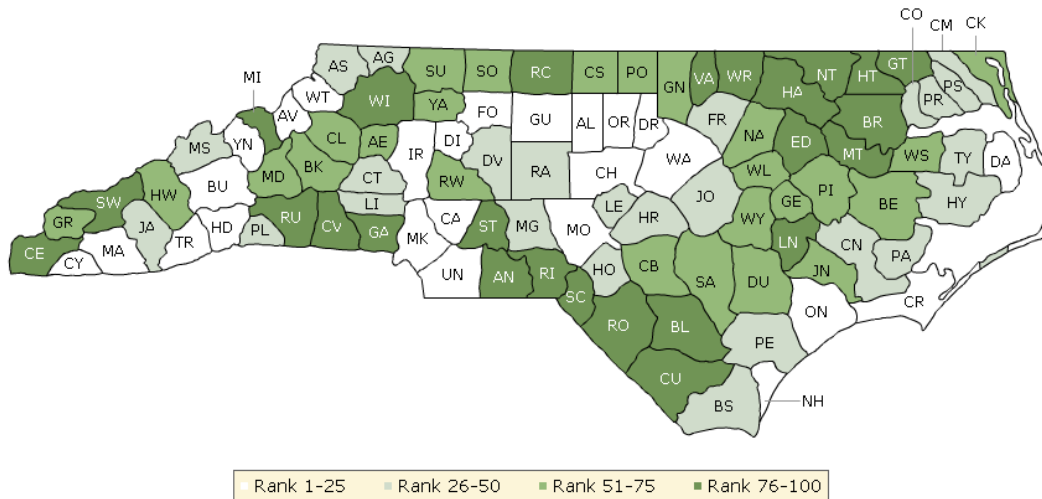 CO
CM
CK
AS
AG
SU
SO
RC
CS
PO
GN
VA
WR
NT
HT
GT
MI
WT
WI
YA
FO
GU
AL
OR
DR
FR
HA
BR
PR
PS
AV
YN
CL
AE
IR
DI
DV
RA
CH
WA
NA
ED
MT
WS
TY
DA
MS
BU
MD
BK
CT
RW
WL
HW
LI
JO
WY
GE
PI
BE
HY
SW
GR
JA
HD
PL
RU
CV
GA
CA
ST
MG
MO
LE
HR
LN
CN
PA
CE
CY
MA
TR
MK
UN
AN
RI
HO
CB
SA
DU
JN
SC
ON
CR
RO
BL
PE
CU
BS
NH
Rank 1-25 Rank 26-50 Rank 51-75 Rank 76-100